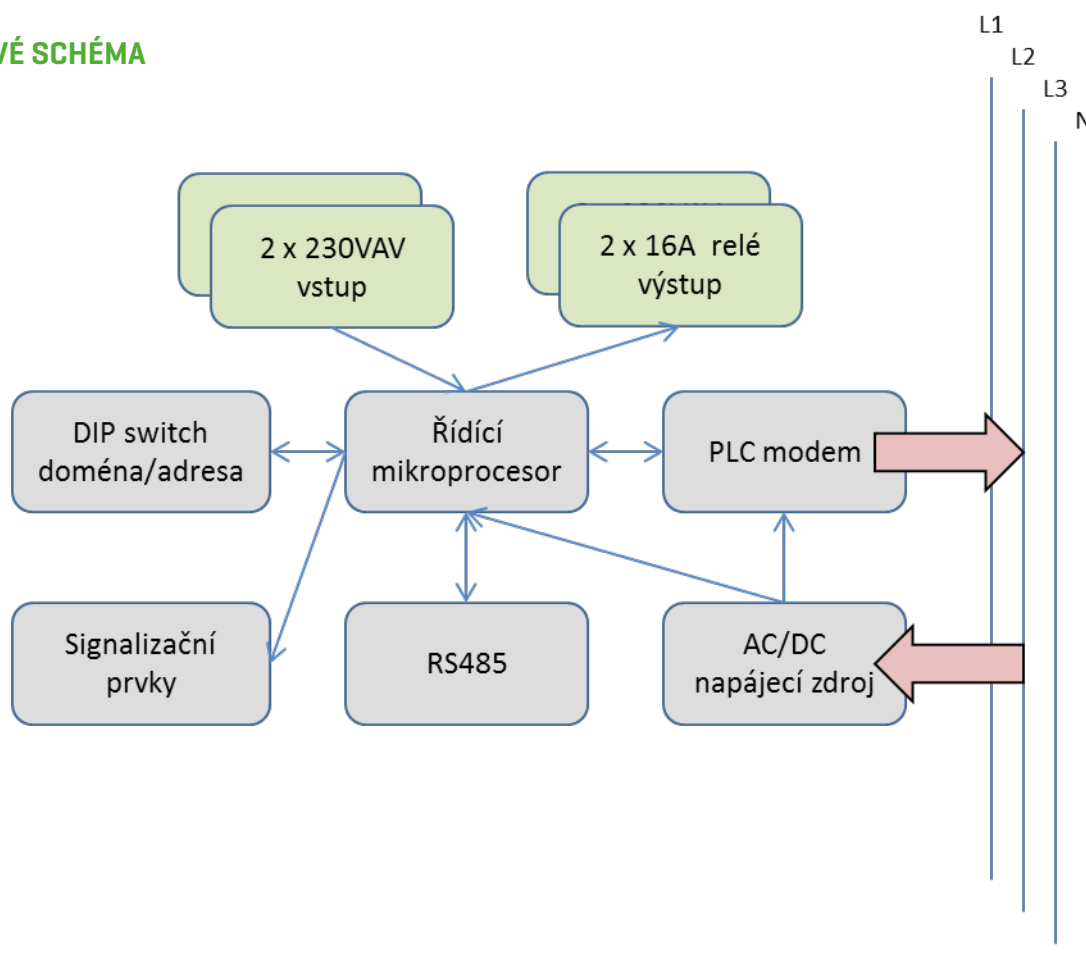 VÉ SCHÉMA
L1
L2
L3
N
2 x 230VAV
vstup
2 x 16A relé
výstup
DIP switch
doména/adresa
Řídící
mikroprocesor
PLC modem
Signalizační
prvky
RS485
AC/DC
napájecí zdroj